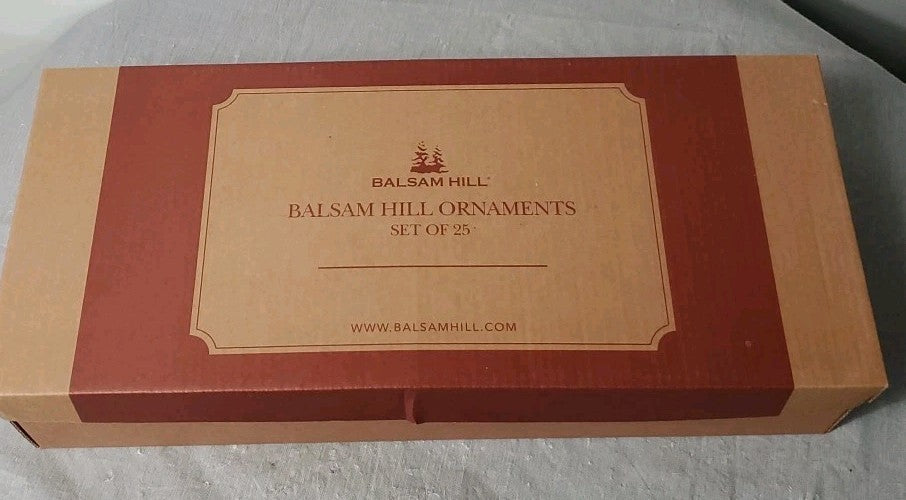 BALSAM HILL®
BALSAM HILL ORNAMENTS
SET OF 25
WWW.BALSAMHILL.COM